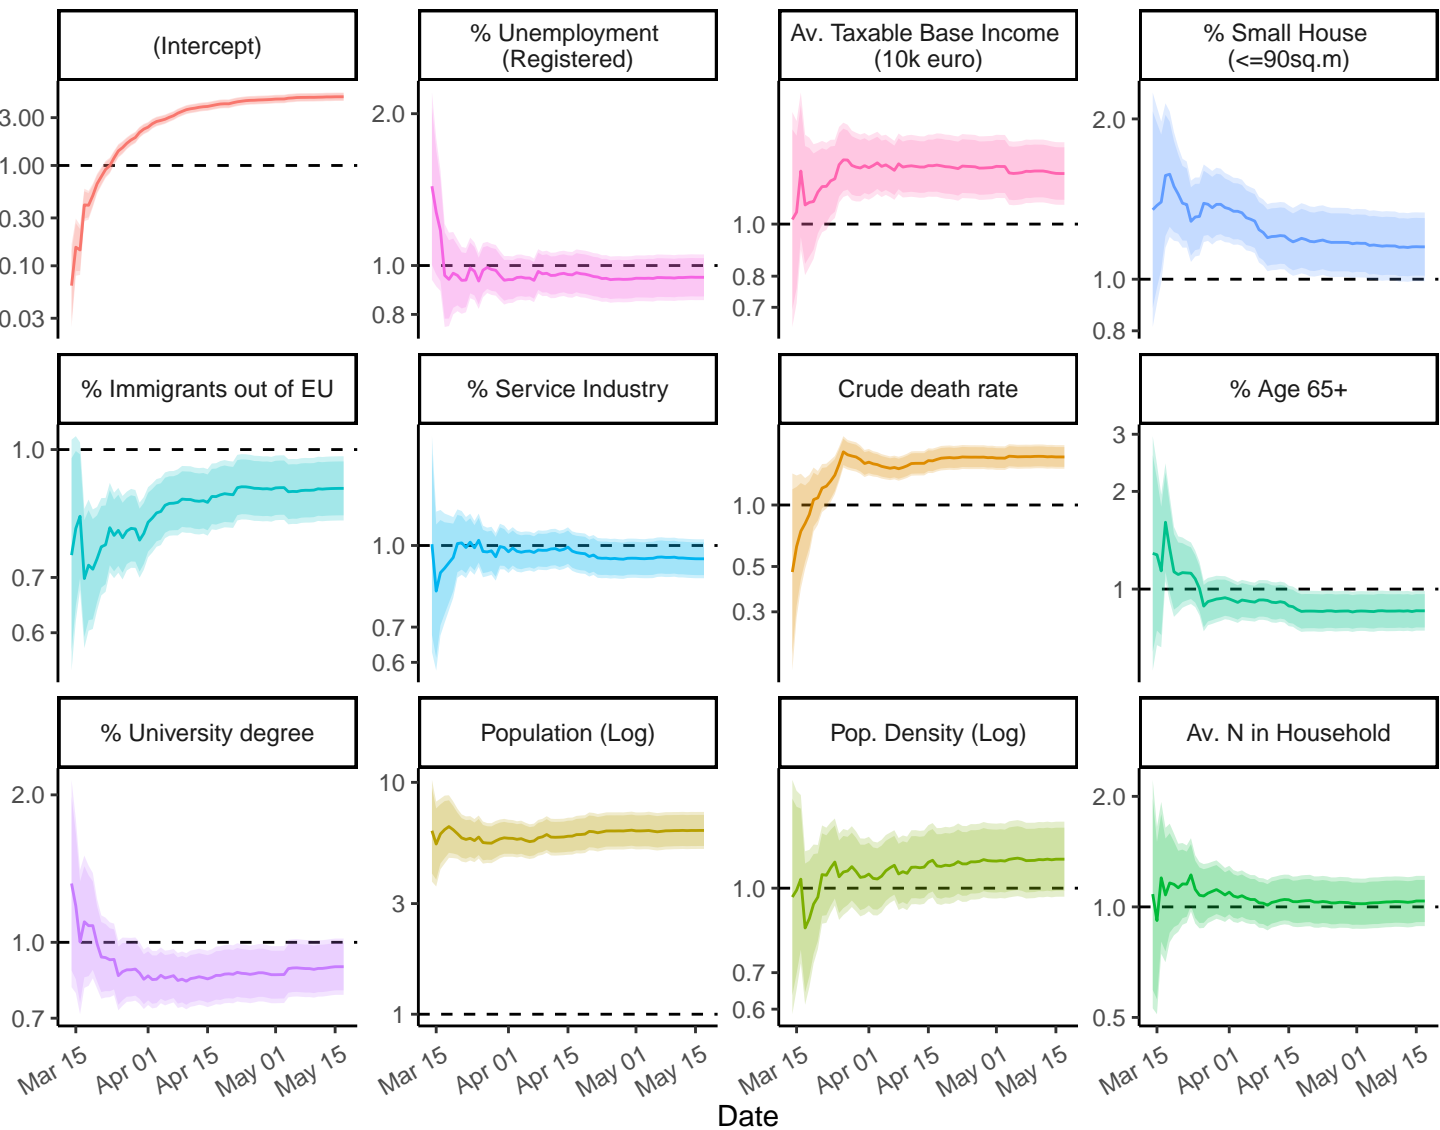 (Intercept)
% Unemployment
(Registered)
Av. Taxable Base Income
(10k euro)
% Small House
(<=90sq.m)
3.00
1.00
0.30
0.10
0.03
2.0
1.0
0.8
1.0
0.8
0.7
2.0
1.0
0.8
% Immigrants out of EU
% Service Industry
Crude death rate
% Age 65+
1.0
0.7
0.6
1.0
0.7
0.6
1.0
0.5
0.3
3
2
1
% University degree
Population (Log)
Pop. Density (Log)
Av. N in Household
2.0
1.0
0.7
10
3
1
1.0
0.7
0.6
2.0
1.0
0.5
Mar 15 Apr 01 Apr 15 May 01 May 15
Mar 15 Apr 01 Apr 15 May 01 May 15
Mar 15 Apr 01 Apr 15 May 01 May 15
Mar 15 Apr 01 Apr 15 May 01 May 15
Date